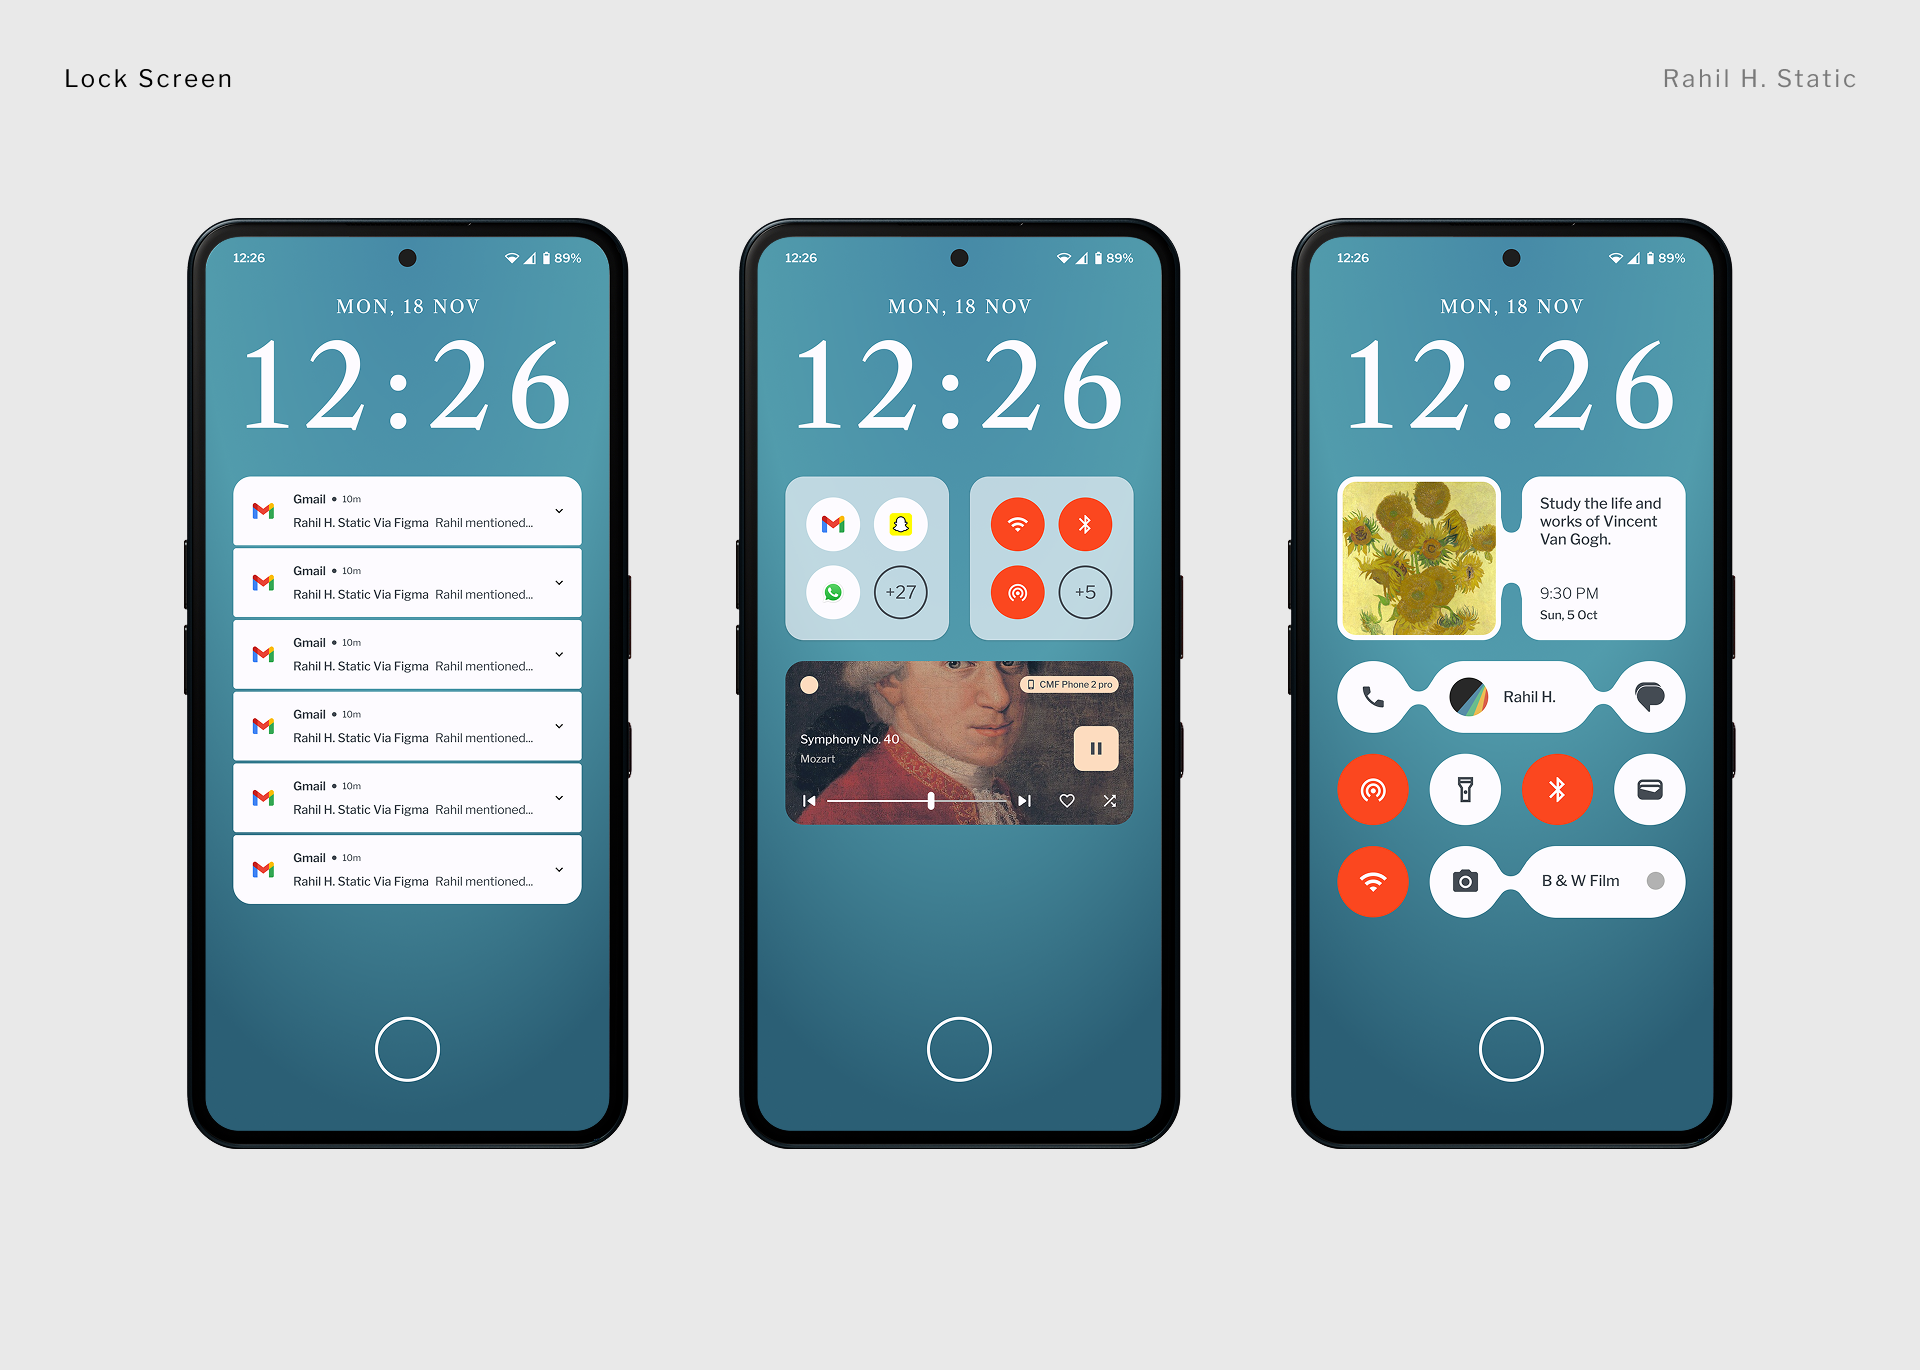 Lock Screen
Rahil H. Static
12:26
89%
MON, 18 NOV
12:26
Gmail • 10m
Rahil H. Static Via Figma Rahil mentioned...
Gmail • 10m
Rahil H. Static Via Figma Rahil mentioned...
Gmail • 10m
Rahil H. Static Via Figma Rahil mentioned...
Gmail • 10m
Rahil H. Static Via Figma Rahil mentioned...
Gmail • 10m
Rahil H. Static Via Figma Rahil mentioned...
Gmail • 10m
Rahil H. Static Via Figma Rahil mentioned...
12:26
89%
MON, 18 NOV
12:26
+27
+5
CMF Phone 2 pro
Symphony No. 40
Mozart
12:26
89%
MON, 18 NOV
12:26
Study the life and
works of Vincent
Van Gogh.
9:30 PM
Sun, 5 Oct
Rahil H.
B & W Film